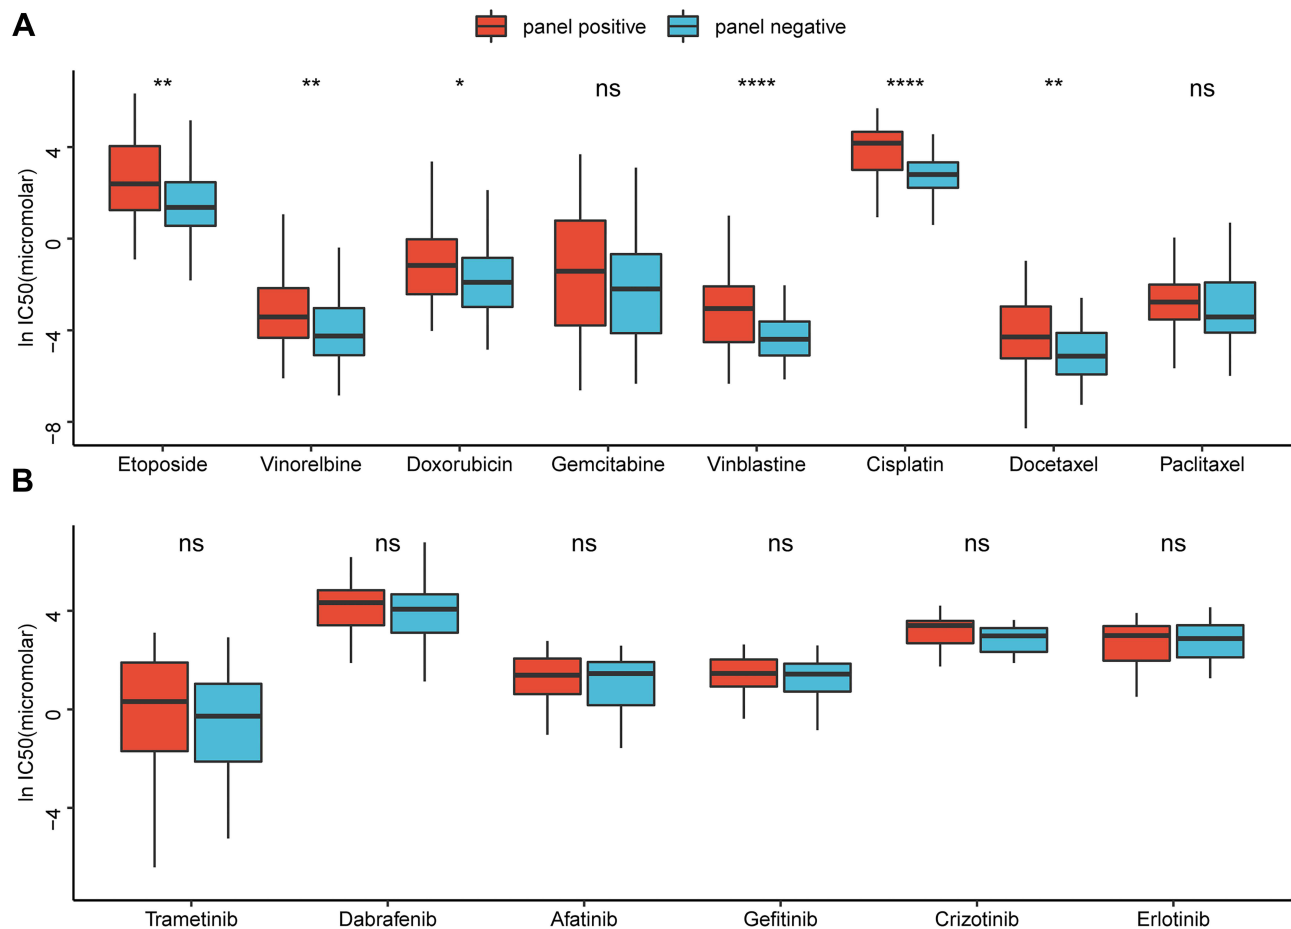 A
panel positive panel negative
** ** * ns **** **** ** ns
ln IC50(micromolar)
4
0
−4
−8
Etoposide Vinorelbine Doxorubicin Gemcitabine Vinblastine Cisplatin Docetaxel Paclitaxel
B
ns ns ns ns ns ns
ln IC50(micromolar)
4
0
−4
Trametinib Dabrafenib Afatinib Gefitinib Crizotinib Erlotinib